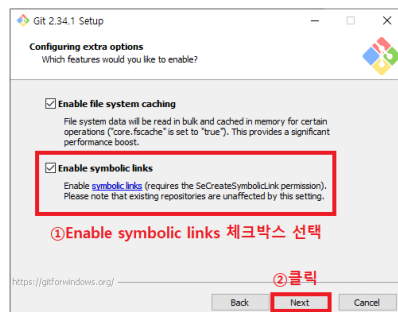 Git 2.34.1 Setup
Configuring extra options
Which features would you like to enable?
Enable file system caching
File system data will be read in bulk and cached in memory for certain
operations ("core.fscache" is set to "true"). This provides a significant
performance boost.
Enable symbolic links
Enable symbolic links (requires the SeCreateSymbolicLink permission).
Please note that existing repositories are unaffected by this setting.
①Enable symbolic links 체크박스 선택
https://gitforwindows.org/
②클릭
Back Next Cancel